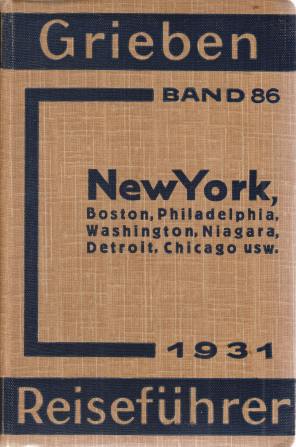 Grieben
BAND 86
New York,
Boston, Philadelphia,
Washington, Niagara,
Detroit, Chicago usw.
1931
Reiseführer